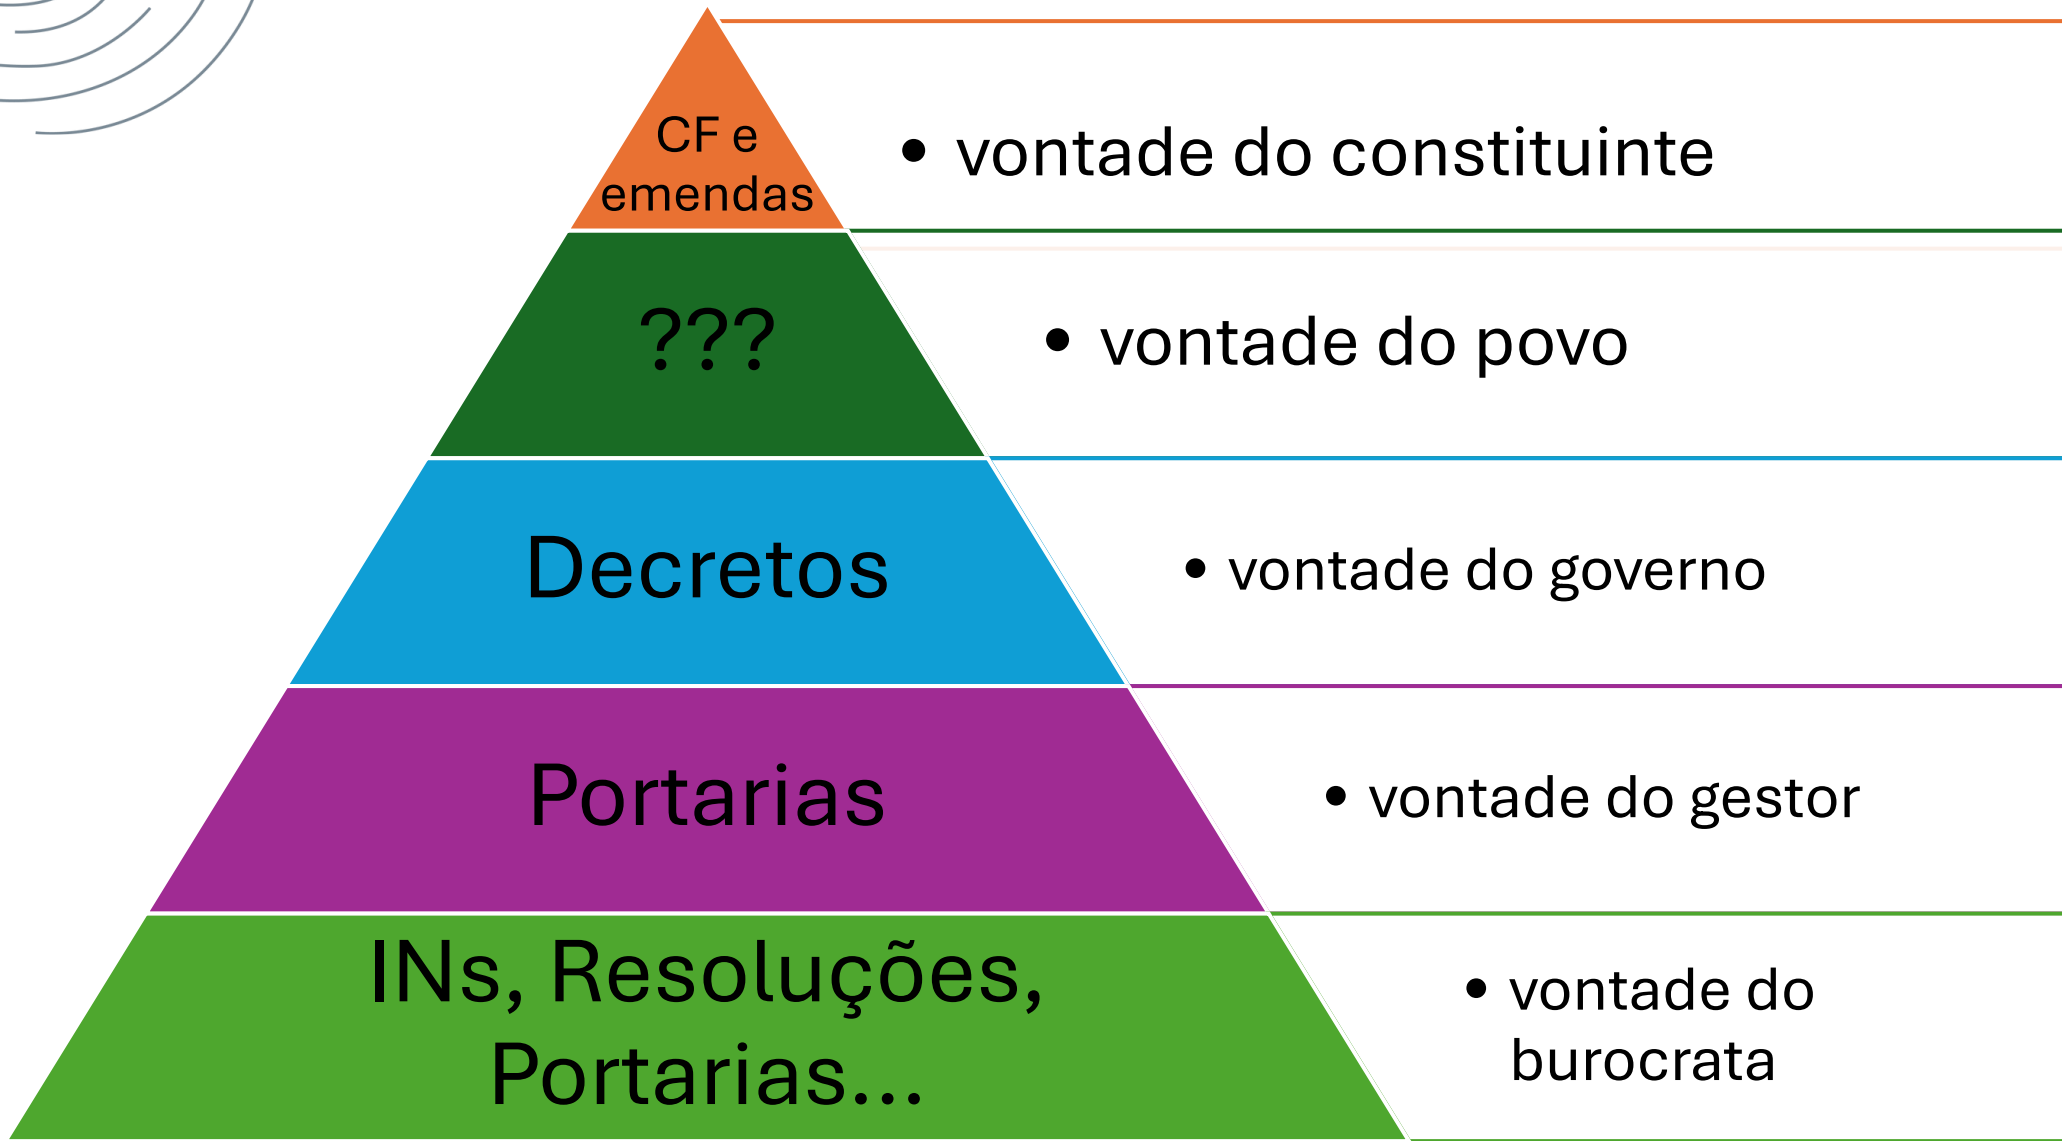 CF e
emendas
• vontade do constituinte
???
• vontade do povo
Decretos
• vontade do governo
Portarias
• vontade do gestor
INs, Resoluções,
Portarias...
• vontade do
burocrata